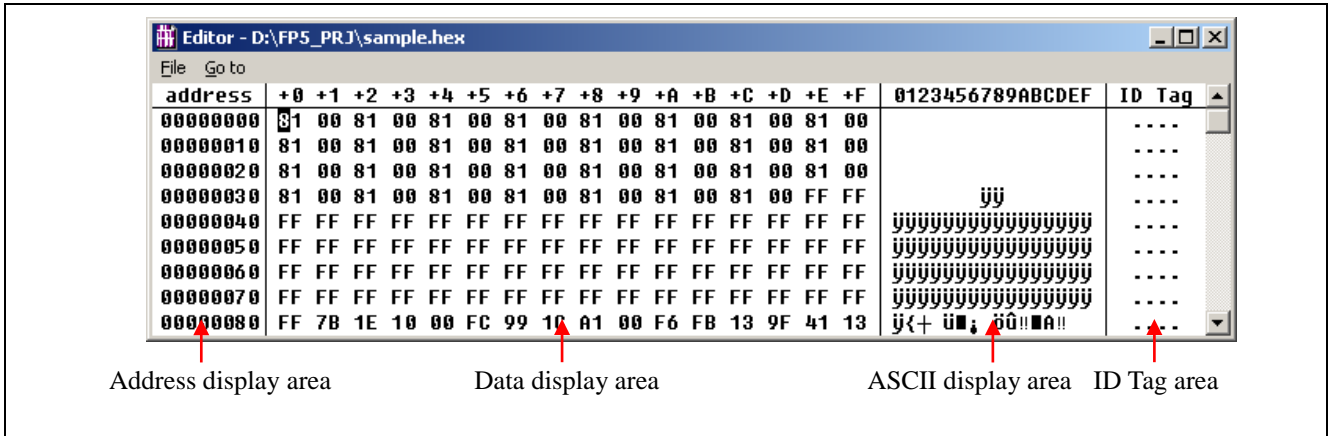 Editor - D:\FP5_PRJ\sample.hex
File Go to
address +0 +1 +2 +3 +4 +5 +6 +7 +8 +9 +A +B +C +D +E +F 0123456789ABCDEF ID Tag
00000000 81 00 81 00 81 00 81 00 81 00 81 00 81 00 81 00 ....
00000010 81 00 81 00 81 00 81 00 81 00 81 00 81 00 81 00 ....
00000020 81 00 81 00 81 00 81 00 81 00 81 00 81 00 81 00 ....
00000030 81 00 81 00 81 00 81 00 81 00 81 00 81 00 FF FF ÿÿ ....
00000040 FF FF FF FF FF FF FF FF FF FF FF FF FF FF FF FF ÿÿÿÿÿÿÿÿÿÿÿÿÿÿÿÿ ....
00000050 FF FF FF FF FF FF FF FF FF FF FF FF FF FF FF FF ÿÿÿÿÿÿÿÿÿÿÿÿÿÿÿÿ ....
00000060 FF FF FF FF FF FF FF FF FF FF FF FF FF FF FF FF ÿÿÿÿÿÿÿÿÿÿÿÿÿÿÿÿ ....
00000070 FF FF FF FF FF FF FF FF FF FF FF FF FF FF FF FF ÿÿÿÿÿÿÿÿÿÿÿÿÿÿÿÿ ....
00000080 FF 7B 1E 10 00 FC 99 1C A1 00 F6 FB 13 9F 41 13 ÿ{+ ü■¡ öû‼■A‼ ....
Address display area Data display area ASCII display area ID Tag area